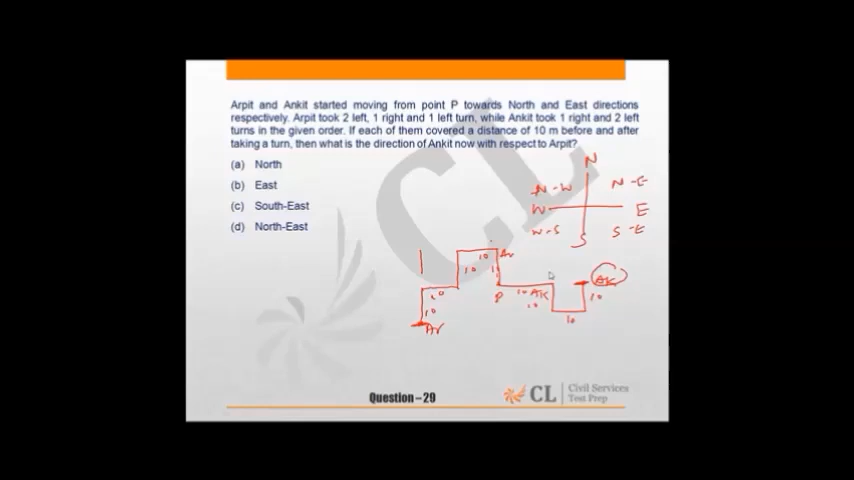 Arpit and Ankit started moving from point P towards North and East directions
respectively. Arpit took 2 left, 1 right and 1 left turn, while Ankit took 1 right and 2 left
turns in the given order. If each of them covered a distance of 10 m before and after
taking a turn, then what is the direction of Ankit now with respect to Arpit?
(a) North
(b) East
(c) South-East
(d) North-East
N
N-W N-E
W E
W-S S S-E
10 Ar
10
10
P 10 AK
10
AK
10
10
10
Ar
10
CL
Question – 29
CL Civil Services
Test Prep